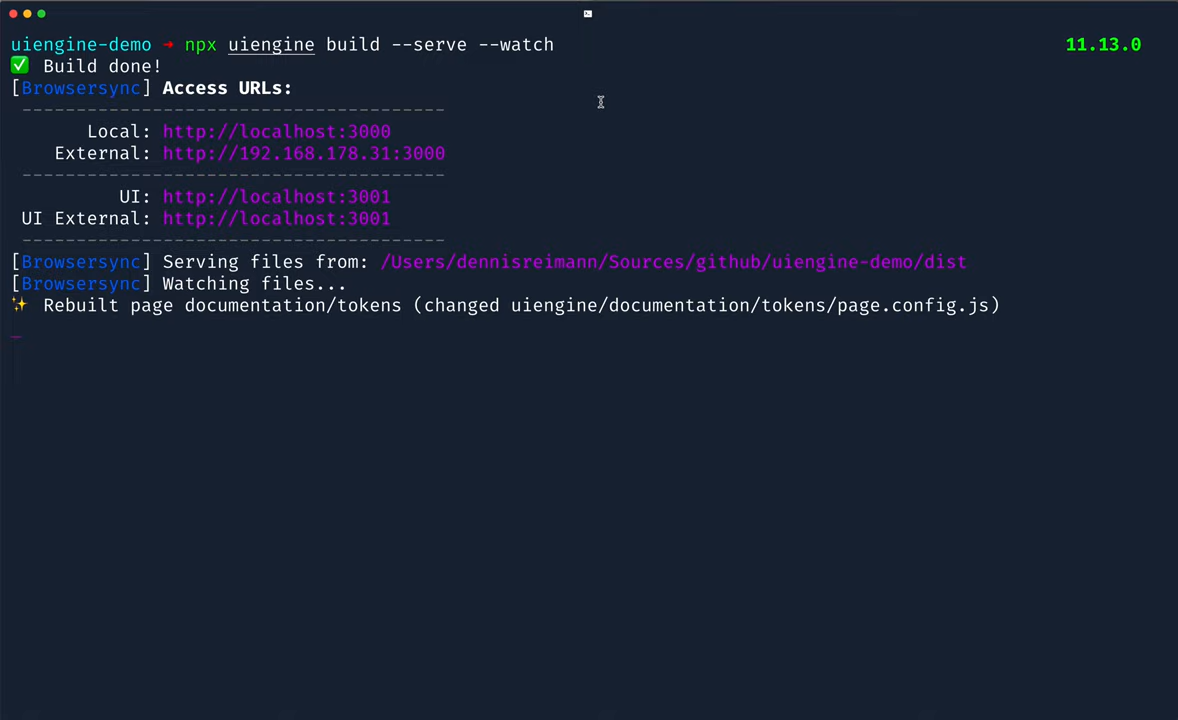 uiengine-demo → npx uiengine build --serve --watch 11.13.0
✅ Build done!
[Browsersync] Access URLs:
---------------------------------------
Local: http://localhost:3000
External: http://192.168.178.31:3000
---------------------------------------
UI: http://localhost:3001
UI External: http://localhost:3001
---------------------------------------
[Browsersync] Serving files from: /Users/dennisreimann/Sources/github/uiengine-demo/dist
[Browsersync] Watching files...
✨ Rebuilt page documentation/tokens (changed uiengine/documentation/tokens/page.config.js)